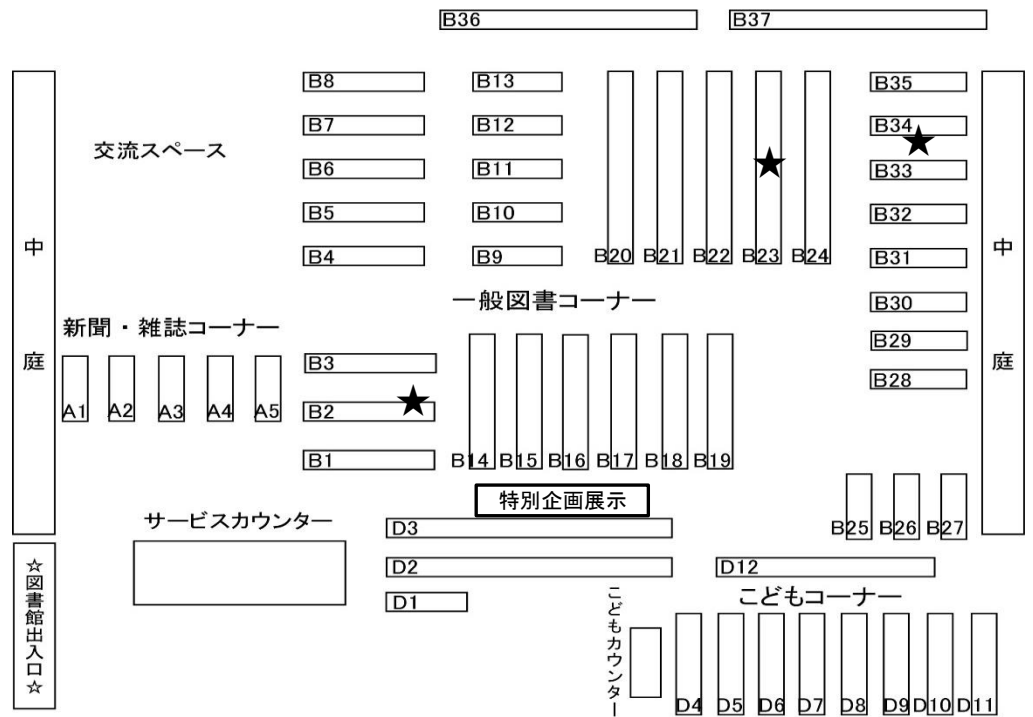 B36
B37
B8
B13
B35
B7
B12
B34
交流スペース
B6
B11
B33
B5
B10
B32
B4
B9
B20
B21
B22
B23
B24
B31
中庭
中庭
一般図書コーナー
B30
新聞・雑誌コーナー
B29
B3
B28
A1
A2
A3
A4
A5
B2
B1
B14
B15
B16
B17
B18
B19
特別企画展示
サービスカウンター
D3
B25
B26
B27
D2
D12
D1
こどもコーナー
☆図書館出入口☆
こどもカウンター
D4
D5
D6
D7
D8
D9
D10
D11